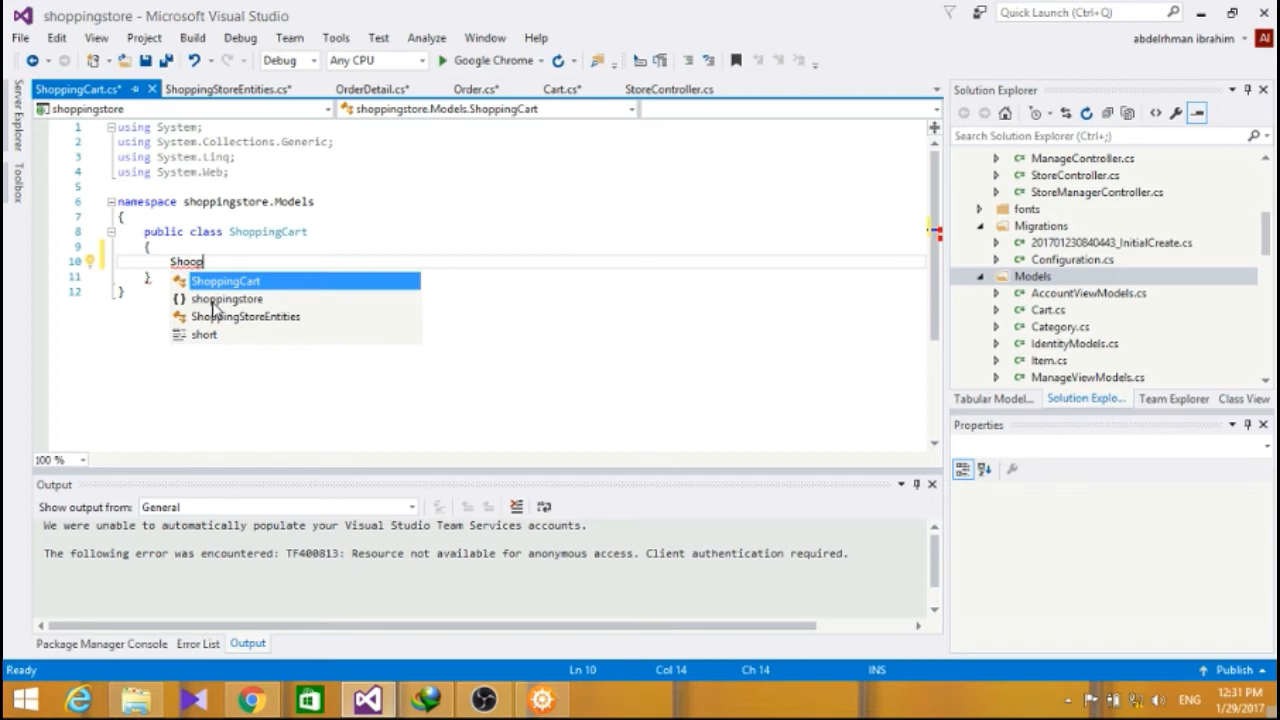 shoppingstore - Microsoft Visual Studio
Quick Launch (Ctrl+Q)
File Edit View Project Build Debug Team Tools Test Analyze Window Help
abdelrhman ibrahim AI
Debug Any CPU Google Chrome
Server Explorer
Toolbox
ShoppingCart.cs* ShoppingStoreEntities.cs* OrderDetail.cs* Order.cs* Cart.cs* StoreController.cs
shoppingstore shoppingstore.Models.ShoppingCart
1 using System;
2 using System.Collections.Generic;
3 using System.Linq;
4 using System.Web;
5
6 namespace shoppingstore.Models
7 {
8 public class ShoppingCart
9 {
10 Shoop
11 }
12 }
ShoppingCart
{ } shoppingstore
ShoppingStoreEntities
short
100 %
Output
Show output from: General
We were unable to automatically populate your Visual Studio Team Services accounts.
The following error was encountered: TF400813: Resource not available for anonymous access. Client authentication required.
Package Manager Console Error List Output
Solution Explorer
Search Solution Explorer (Ctrl+;)
C# ManageController.cs
C# StoreController.cs
C# StoreManagerController.cs
fonts
Migrations
C# 201701230840443_InitialCreate.cs
C# Configuration.cs
Models
C# AccountViewModels.cs
C# Cart.cs
C# Category.cs
C# IdentityModels.cs
C# Item.cs
C# ManageViewModels.cs
Tabular Model... Solution Explo... Team Explorer Class View
Properties
Ready Ln 10 Col 14 Ch 14 INS Publish
ENG 12:31 PM
1/29/2017